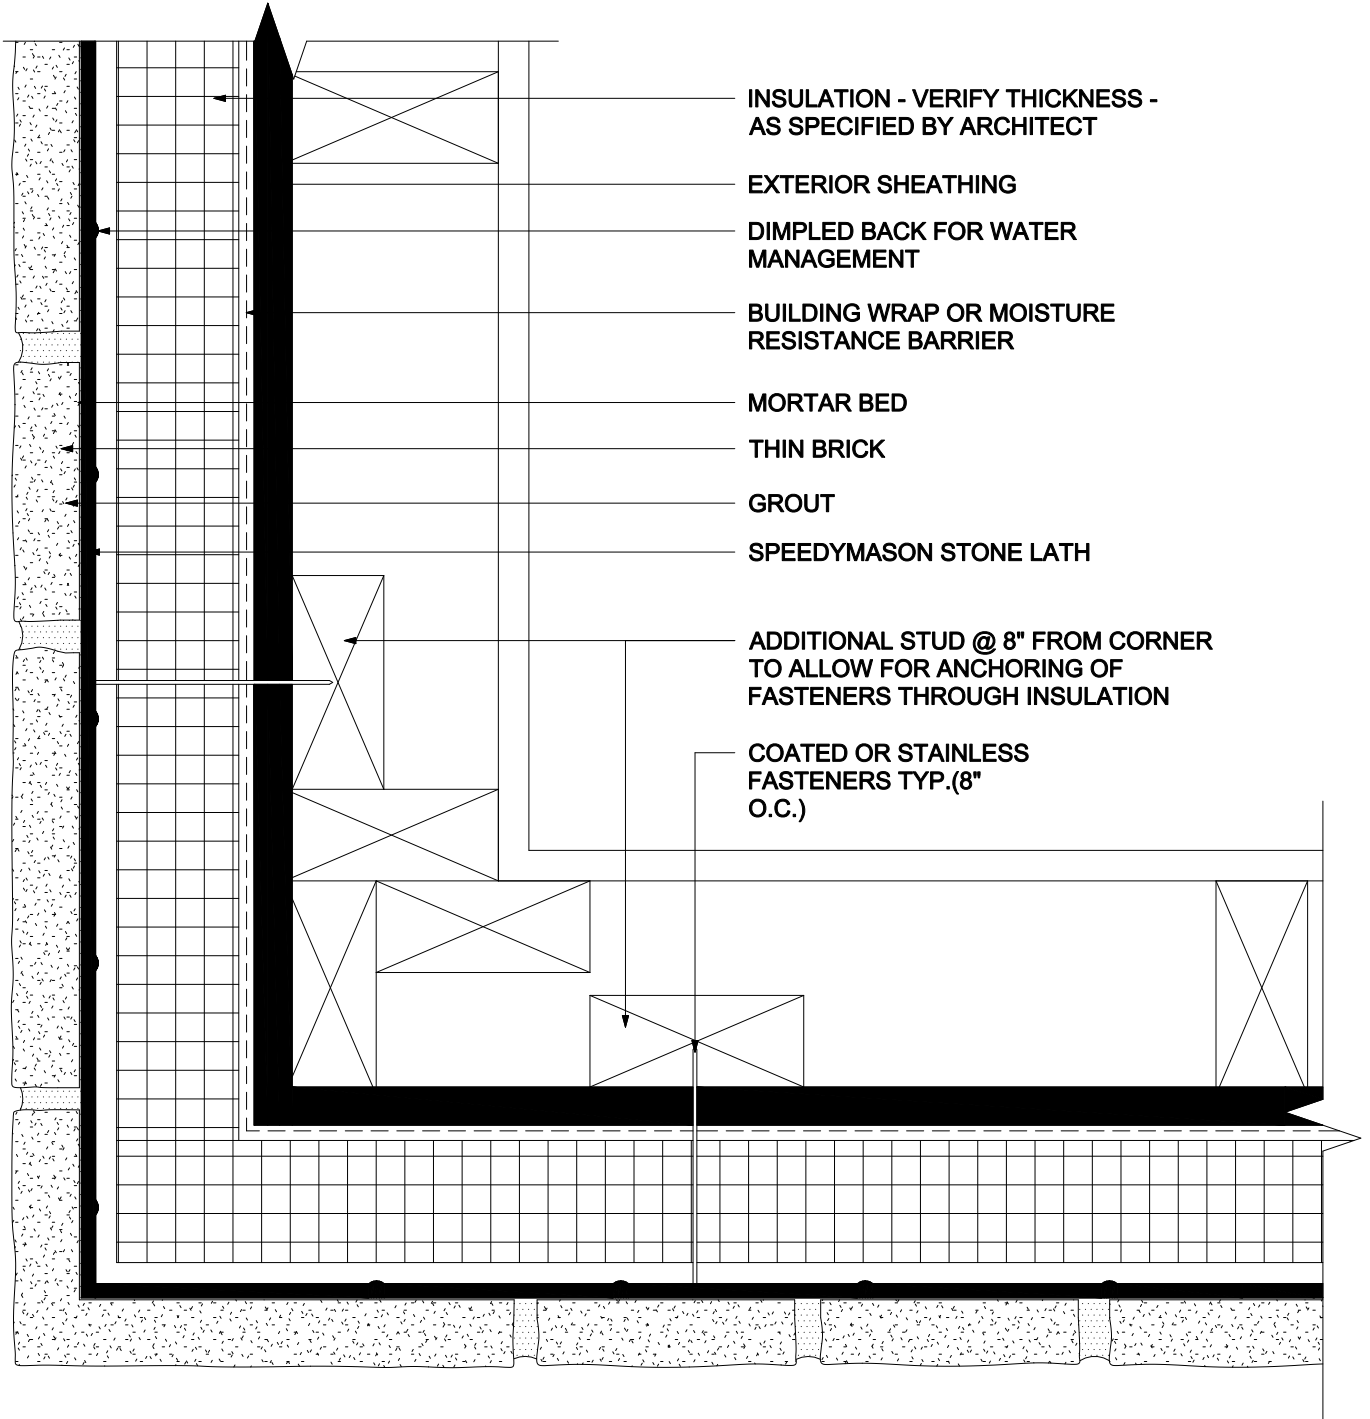 INSULATION - VERIFY THICKNESS -
AS SPECIFIED BY ARCHITECT
EXTERIOR SHEATHING
DIMPLED BACK FOR WATER
MANAGEMENT
BUILDING WRAP OR MOISTURE
RESISTANCE BARRIER
MORTAR BED
THIN BRICK
GROUT
SPEEDYMASON STONE LATH
ADDITIONAL STUD @ 8" FROM CORNER
TO ALLOW FOR ANCHORING OF
FASTENERS THROUGH INSULATION
COATED OR STAINLESS
FASTENERS TYP.(8"
O.C.)